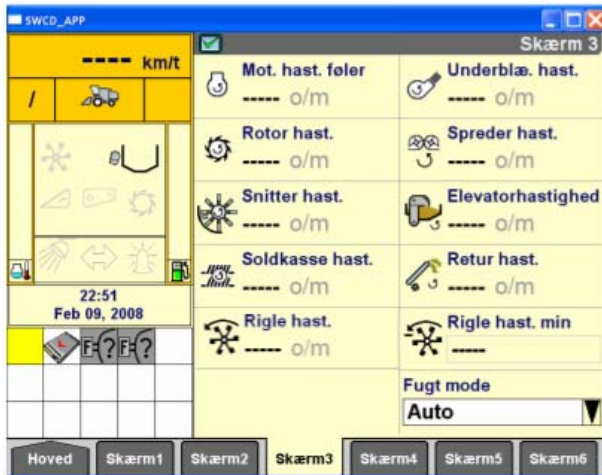 SWCD_APP
---- km/t
/
22:51
Feb 09, 2008
F-(? F-(?
Skærm 3
Mot. hast. føler
----- o/m
Underblæ. hast.
----- o/m
Rotor hast.
----- o/m
Spreder hast.
----- o/m
Snitter hast.
----- o/m
Elevatorhastighed
----- o/m
Soldkasse hast.
----- o/m
Retur hast.
----- o/m
Rigle hast.
----- o/m
Rigle hast. min
-----
Fugt mode
Auto
Hoved Skærm1 Skærm2 Skærm3 Skærm4 Skærm5 Skærm6